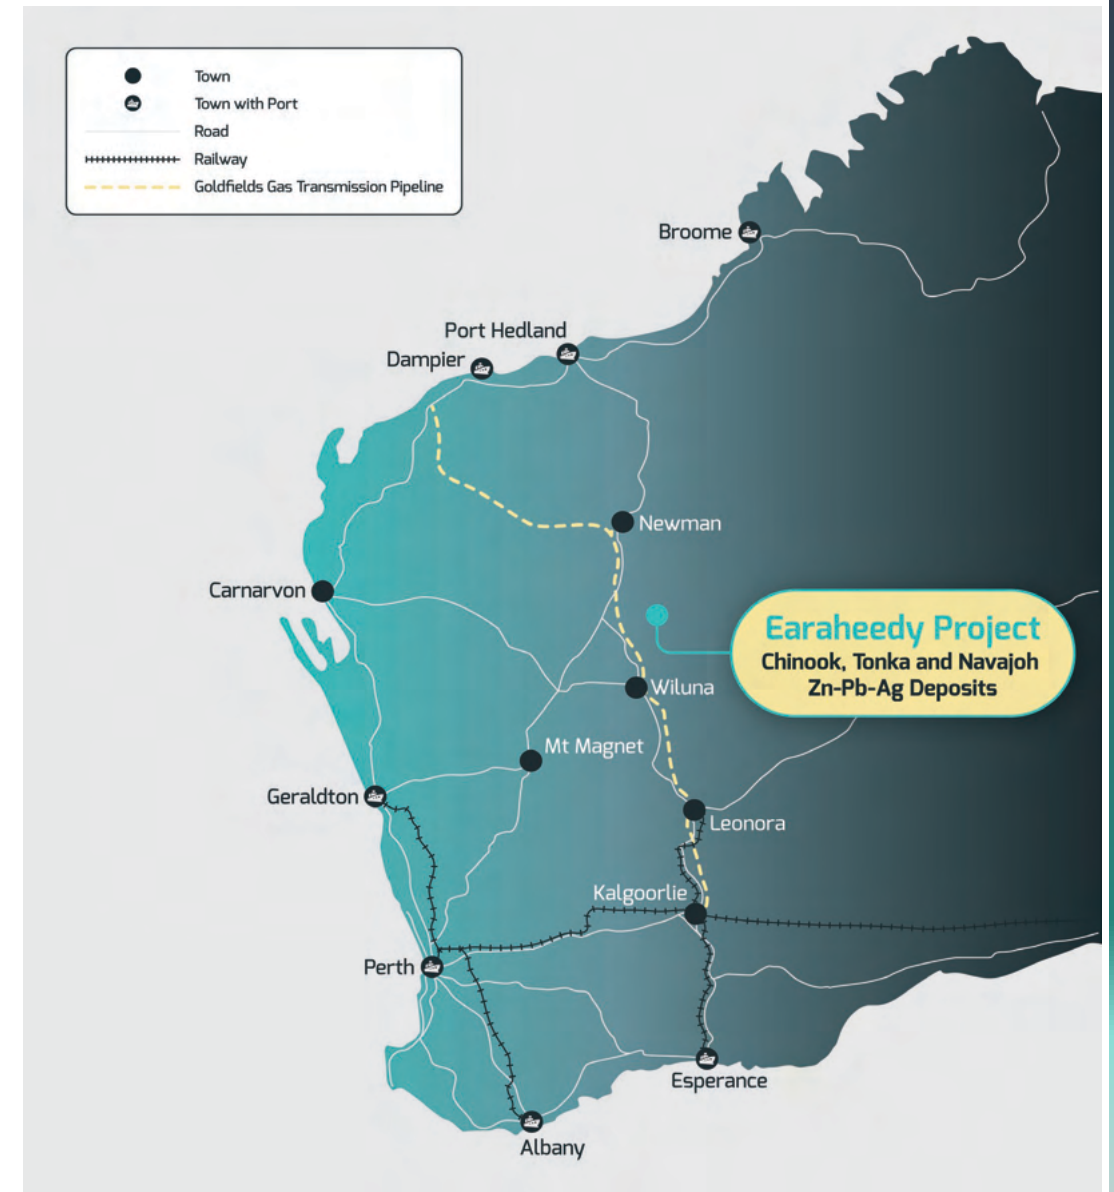 Town
Town with Port
Road
Railway
Goldfields Gas Transmission Pipeline
Broome
Port Hedland
Dampier
Newman
Carnarvon
Earaheedy Project
Chinook, Tonka and Navajoh
Zn-Pb-Ag Deposits
Wiluna
Mt Magnet
Geraldton
Leonora
Kalgoorlie
Perth
Esperance
Albany